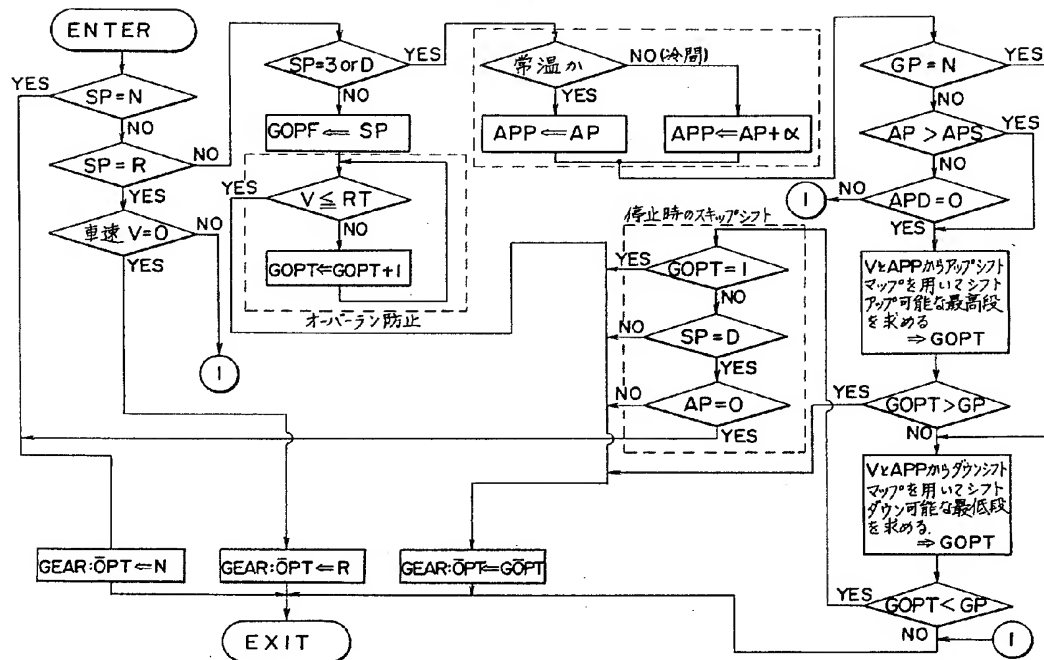 ENTER
SP=N
YES
NO
SP=R
NO
YES
車速 V=0
NO
YES
1
SP=3 or D
YES
NO
GOPF ⇐ SP
V≦RT
YES
NO
GOPT⇐GOPT+1
オーバーラン防止
常温か
NO(冷間)
YES
APP⇐AP
APP⇐AP+α
停止時のスキップシフト
GOPT=1
YES
NO
SP=D
NO
YES
AP=0
NO
YES
GP=N
YES
NO
AP>APS
YES
NO
APD=0
NO
1
YES
VとAPPからアップシフト
マップを用いてシフト
アップ可能な最高段
を求める
⇒GOPT
GOPT>GP
YES
NO
VとAPPからダウンシフト
マップを用いてシフト
ダウン可能な最低段
を求める.
⇒GOPT
GOPT<GP
YES
NO
1
GEAR:ŌPT⇐N
GEAR:ŌPT⇐R
GEAR:ŌPT⇐GŌPT
EXIT